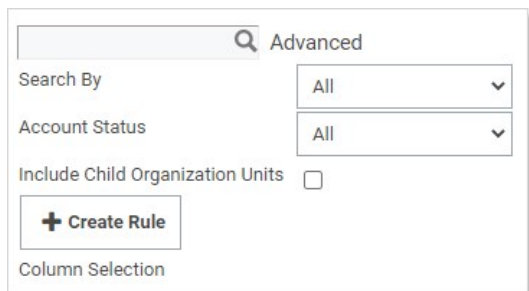 Advanced
Search By All
Account Status All
Include Child Organization Units
Create Rule
Column Selection